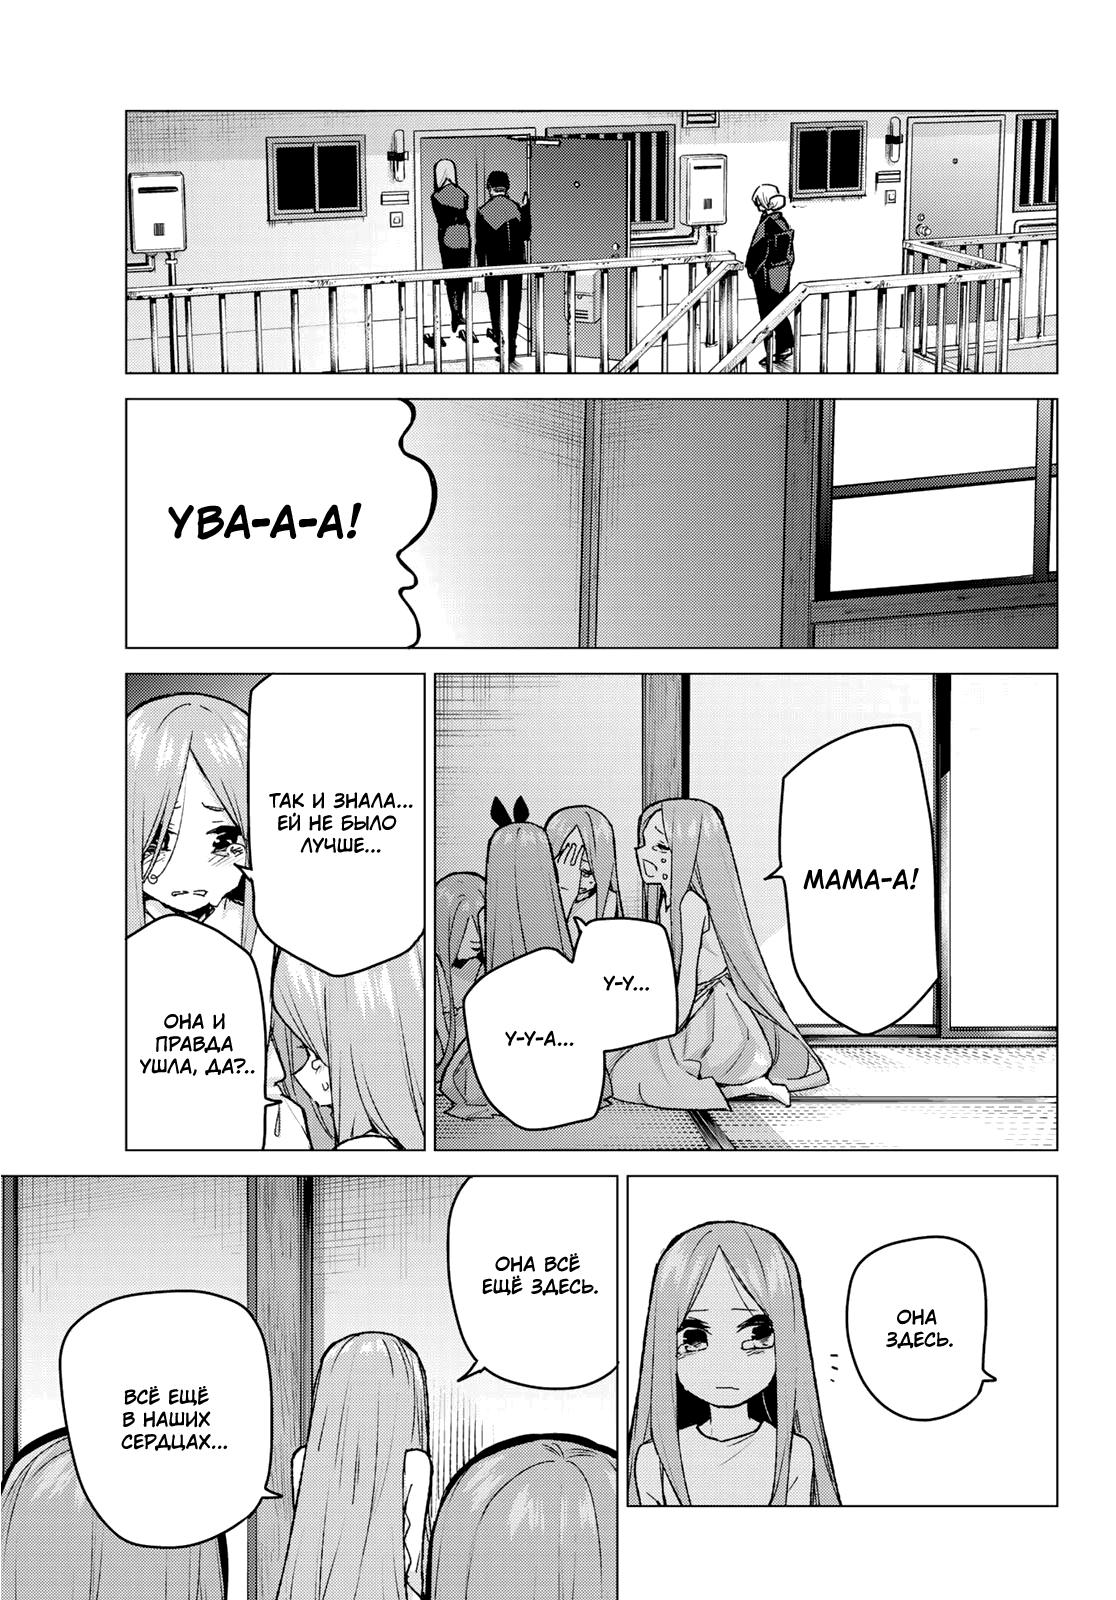 УВА-А-А!
МАМА-А!
У-У...
У-У-А...
ТАК И ЗНАЛА...
ЕЙ НЕ БЫЛО
ЛУЧШЕ...
ОНА И
ПРАВДА
УШЛА, ДА?..
ОНА
ЗДЕСЬ.
ОНА ВСЁ
ЕЩЁ ЗДЕСЬ.
ВСЁ ЕЩЁ
В НАШИХ
СЕРДЦАХ...